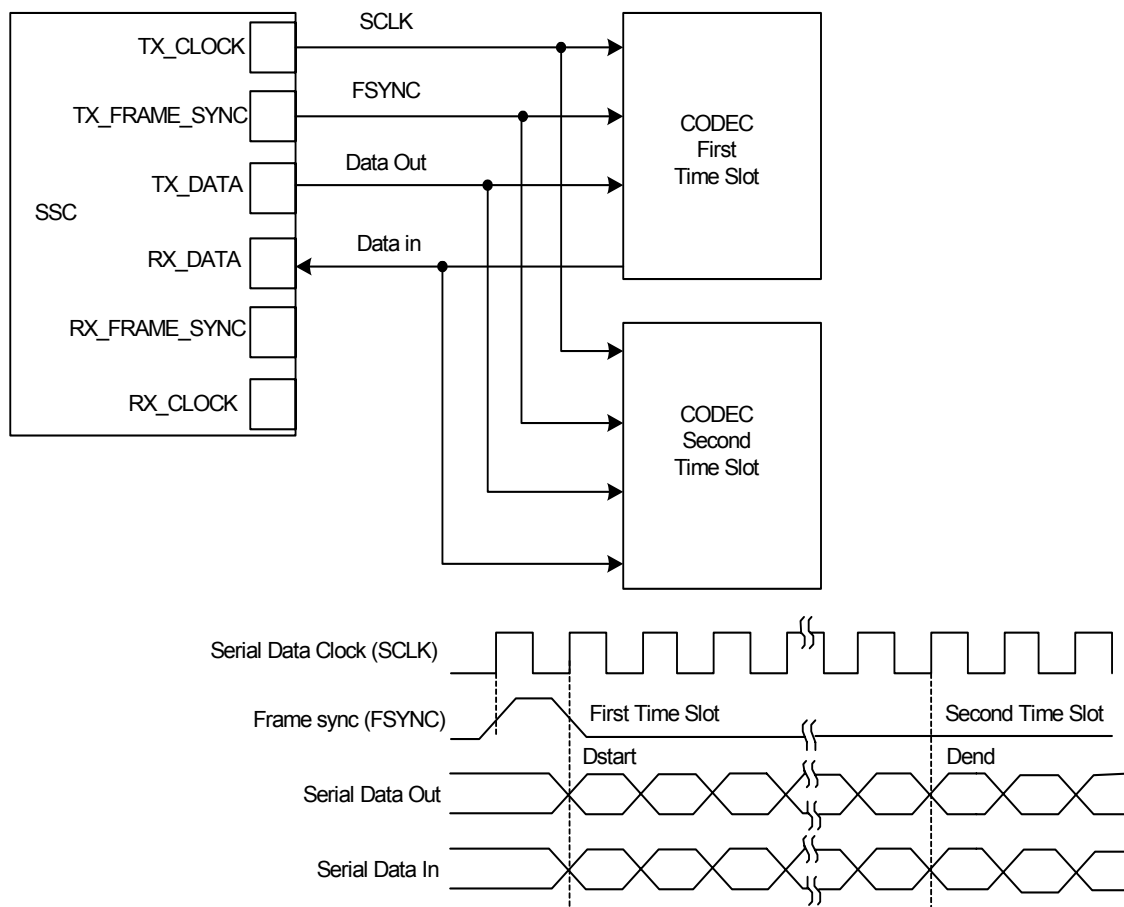 SCLK
TX_CLOCK
FSYNC
TX_FRAME_SYNC
CODEC
First
Time Slot
Data Out
TX_DATA
SSC
Data in
RX_DATA
RX_FRAME_SYNC
RX_CLOCK
CODEC
Second
Time Slot
Serial Data Clock (SCLK)
Frame sync (FSYNC)
First Time Slot
Second Time Slot
Dstart
Dend
Serial Data Out
Serial Data In